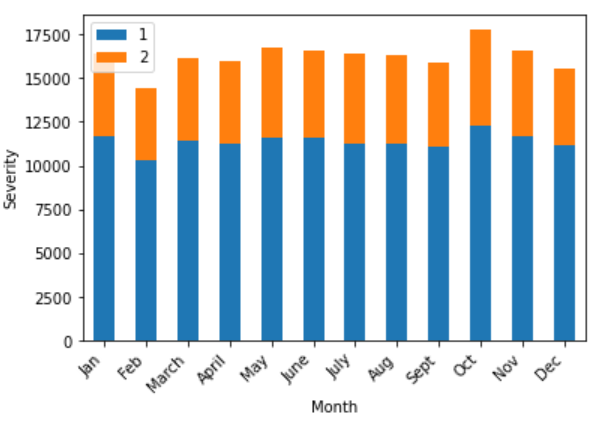 1
2
17500
15000
12500
10000
7500
5000
2500
0
Severity
Jan
Feb
March
April
May
June
July
Aug
Sept
Oct
Nov
Dec
Month